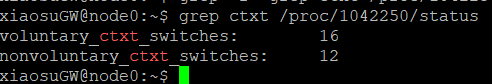 xiaosuGW@node0:~$ grep ctxt /proc/1042250/status
voluntary_ctxt_switches:        16
nonvoluntary_ctxt_switches:     12
xiaosuGW@node0:~$